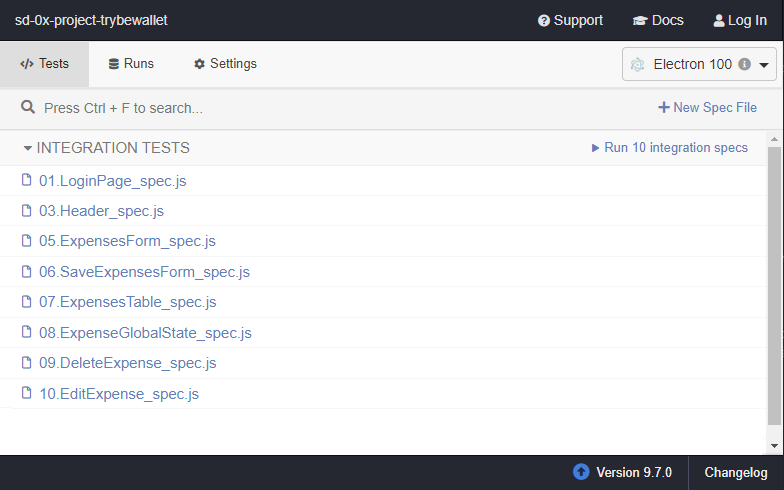 sd-0x-project-trybewallet Support Docs Log In
Tests Runs Settings Electron 100
Press Ctrl + F to search... New Spec File
INTEGRATION TESTS Run 10 integration specs
01.LoginPage_spec.js
03.Header_spec.js
05.ExpensesForm_spec.js
06.SaveExpensesForm_spec.js
07.ExpensesTable_spec.js
08.ExpenseGlobalState_spec.js
09.DeleteExpense_spec.js
10.EditExpense_spec.js
Version 9.7.0 Changelog